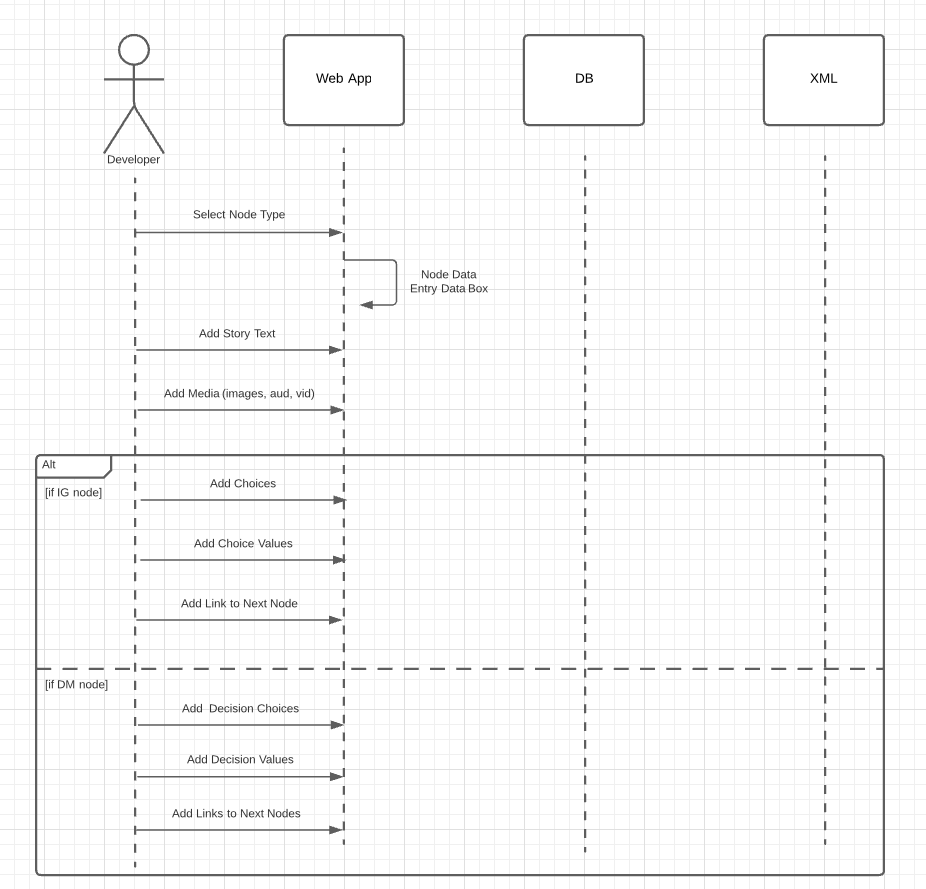 Web App
DB
XML
Developer
Select Node Type
Node Data
Entry Data Box
Add Story Text
Add Media (images, aud, vid)
Alt
[if IG node]
Add Choices
Add Choice Values
Add Link to Next Node
[if DM node]
Add Decision Choices
Add Decision Values
Add Links to Next Nodes